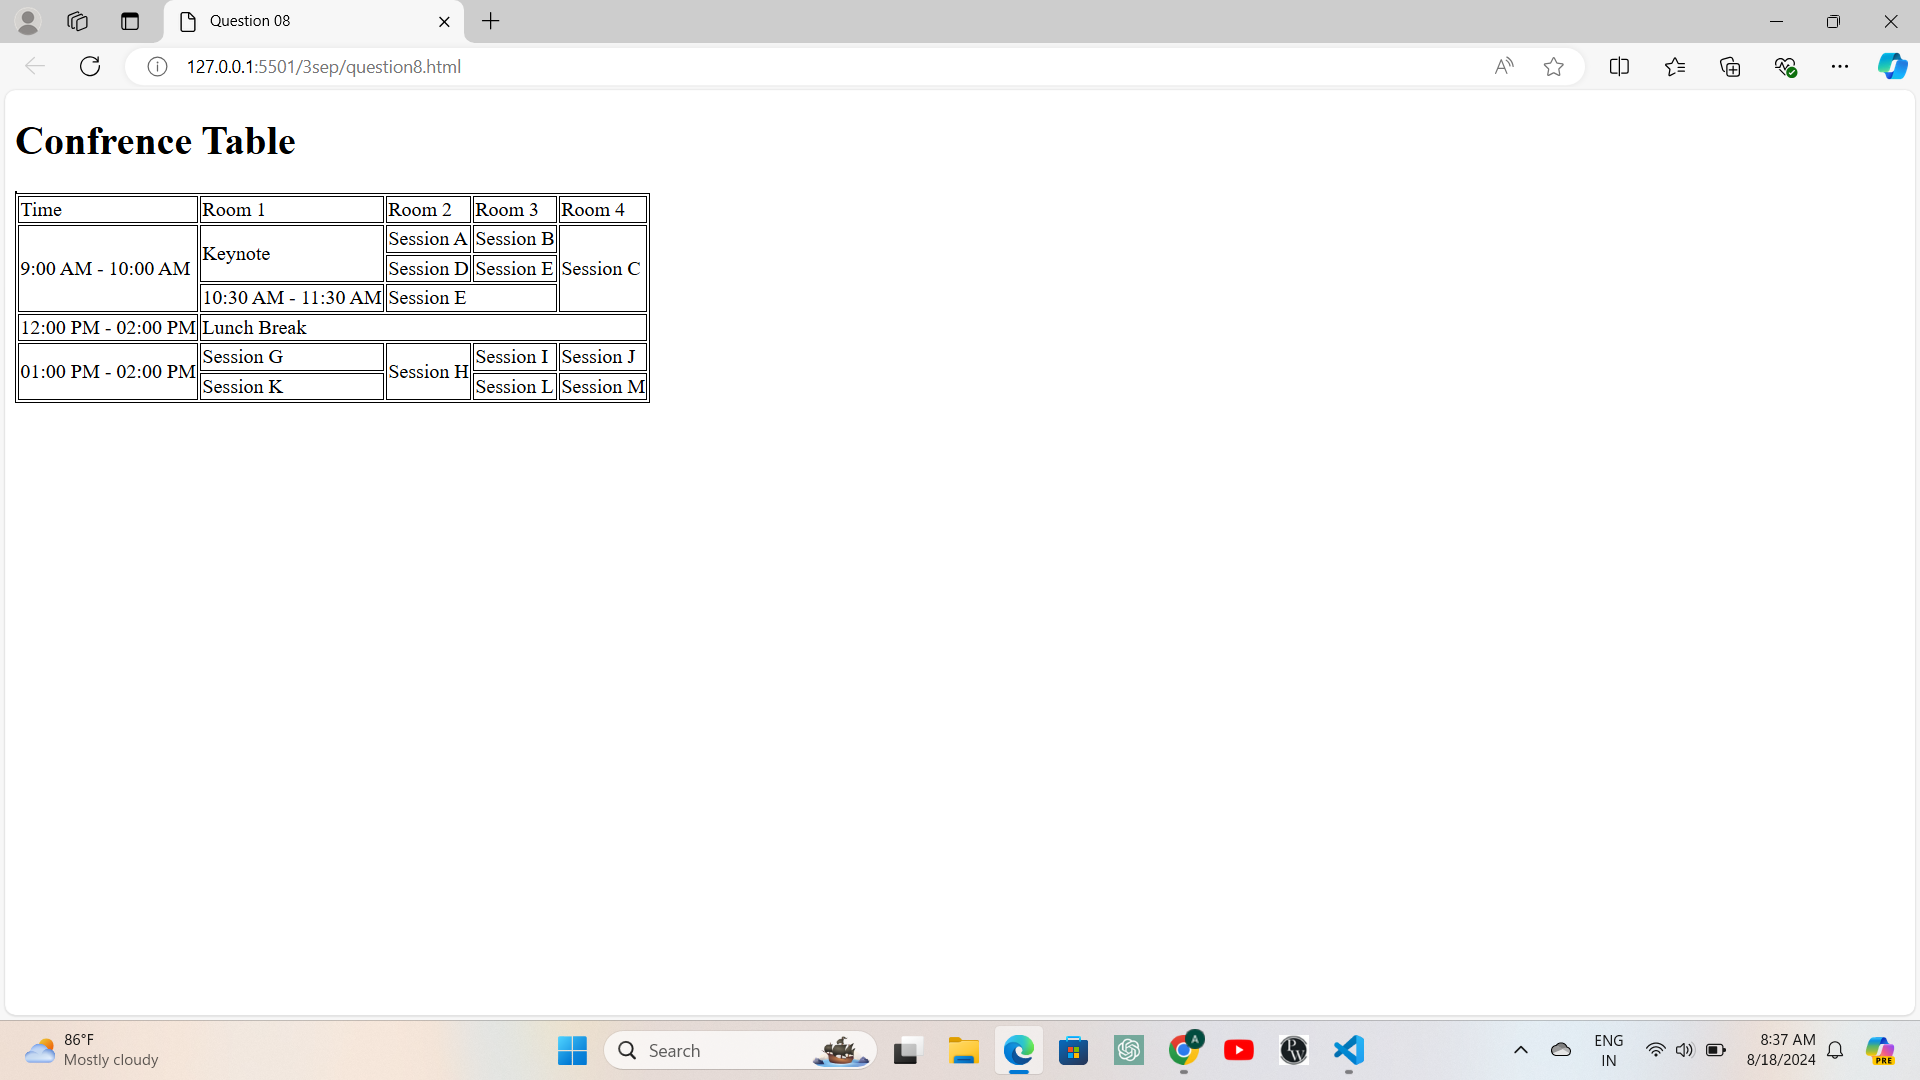 Question 08
127.0.0.1:5501/3sep/question8.html
Confrence Table
Time Room 1 Room 2 Room 3 Room 4
9:00 AM - 10:00 AM Keynote Session A Session B Session C
Session D Session E
10:30 AM - 11:30 AM Session E
12:00 PM - 02:00 PM Lunch Break
01:00 PM - 02:00 PM Session G Session H Session I Session J
Session K Session L Session M
86°F
Mostly cloudy
Search
A
PW
ENG
IN
8:37 AM
8/18/2024
PRE